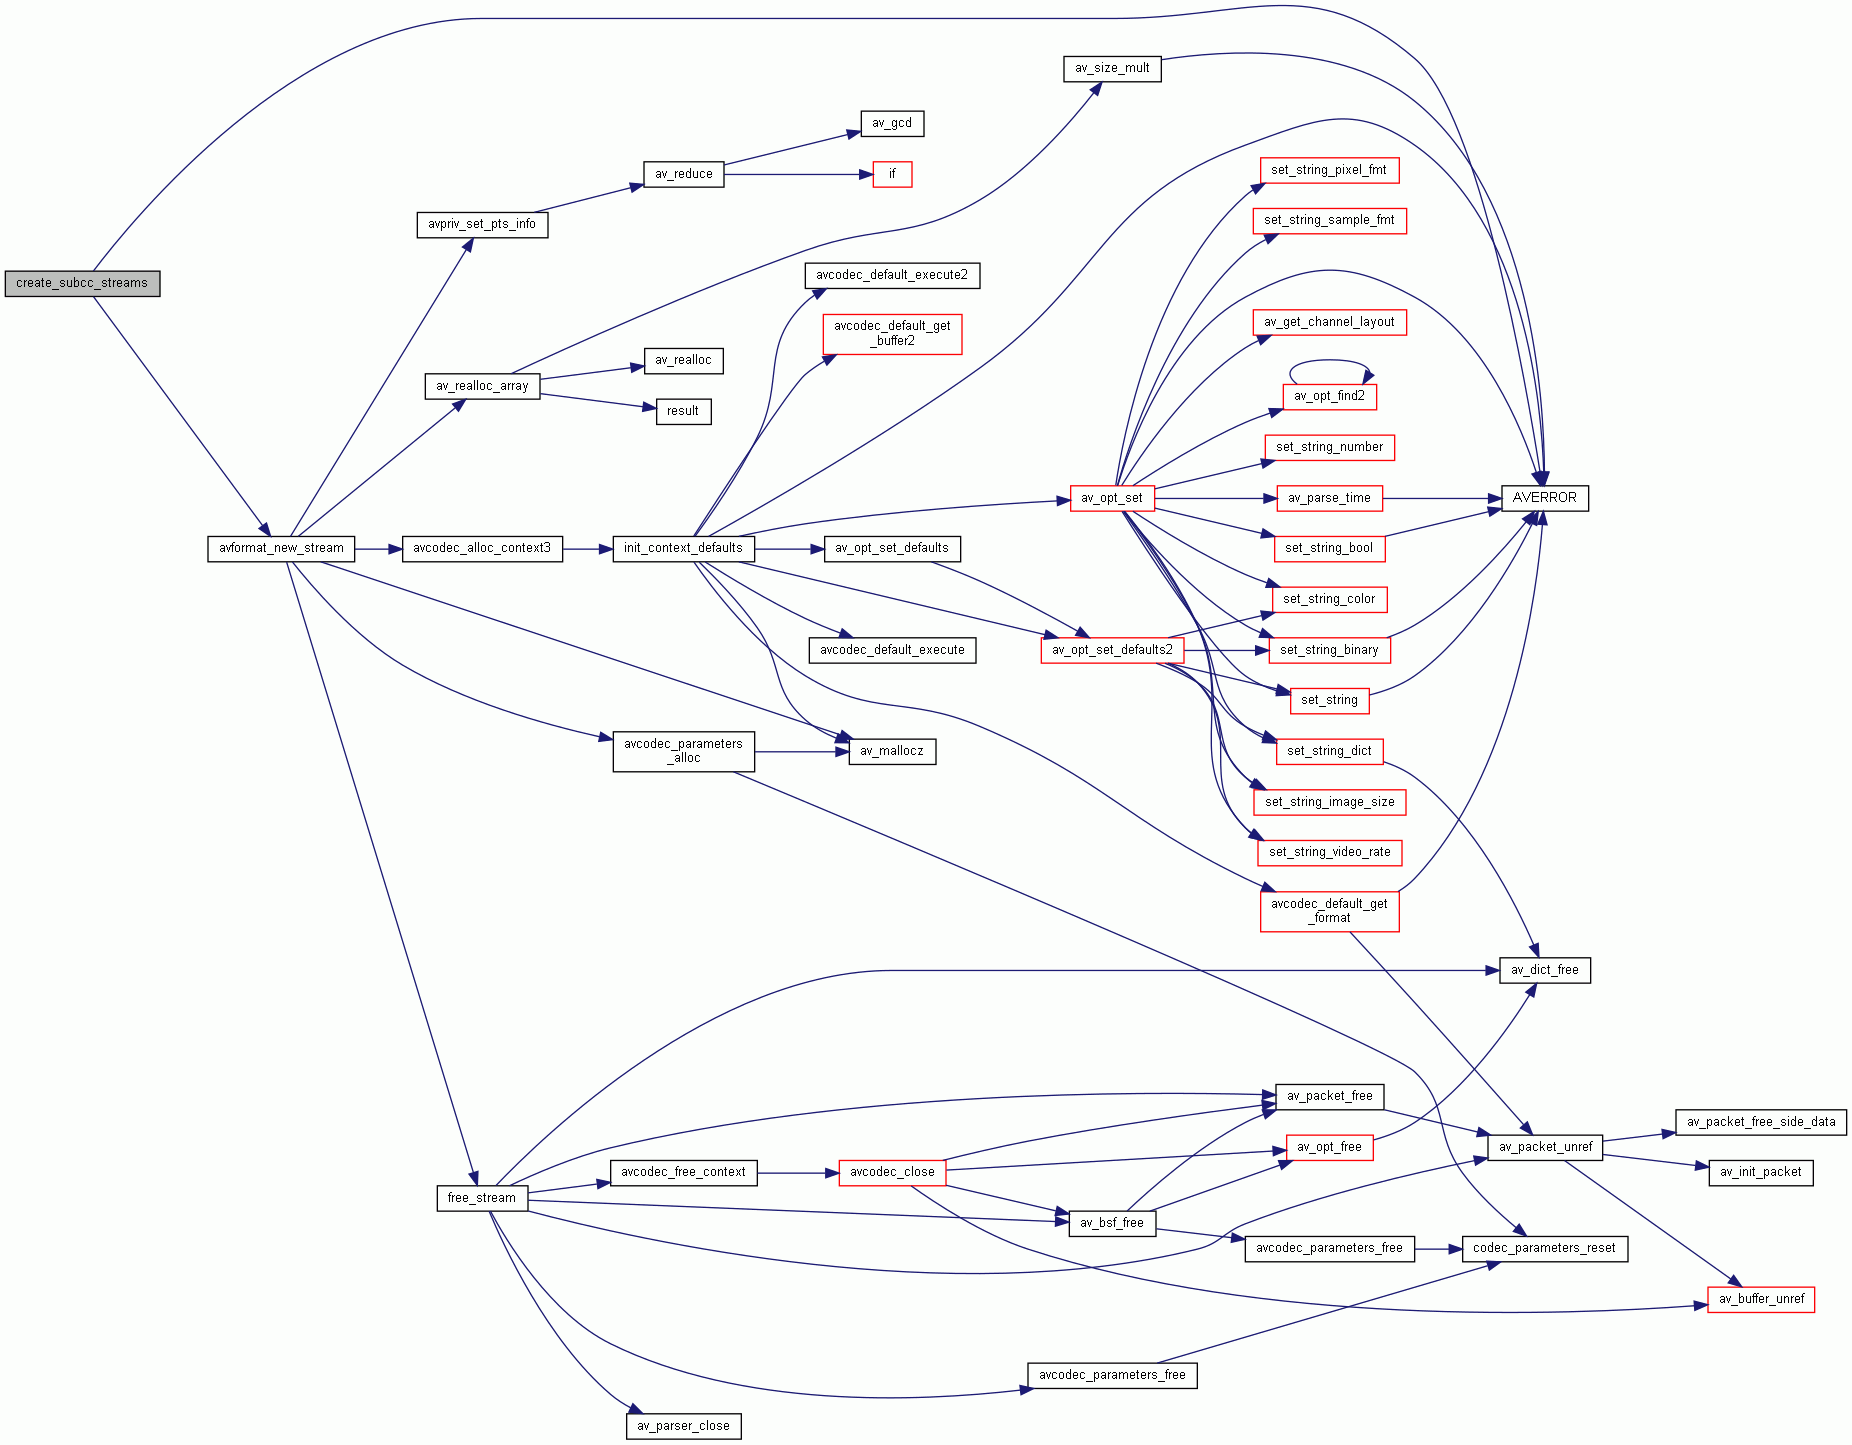 create_subcc_streams
avformat_new_stream
avpriv_set_pts_info
av_realloc_array
avcodec_alloc_context3
free_stream
av_reduce
av_realloc
result
init_context_defaults
avcodec_parameters
_alloc
avcodec_free_context
av_parser_close
av_gcd
if
avcodec_default_execute2
avcodec_default_get
_buffer2
av_opt_set_defaults
avcodec_default_execute
av_mallocz
avcodec_close
av_size_mult
av_opt_set
av_opt_set_defaults2
av_bsf_free
avcodec_parameters_free
set_string_pixel_fmt
set_string_sample_fmt
av_get_channel_layout
av_opt_find2
set_string_number
av_parse_time
set_string_bool
set_string_color
set_string_binary
set_string
set_string_dict
set_string_image_size
set_string_video_rate
avcodec_default_get
_format
av_packet_free
av_opt_free
avcodec_parameters_free
AVERROR
av_dict_free
av_packet_unref
codec_parameters_reset
av_packet_free_side_data
av_init_packet
av_buffer_unref